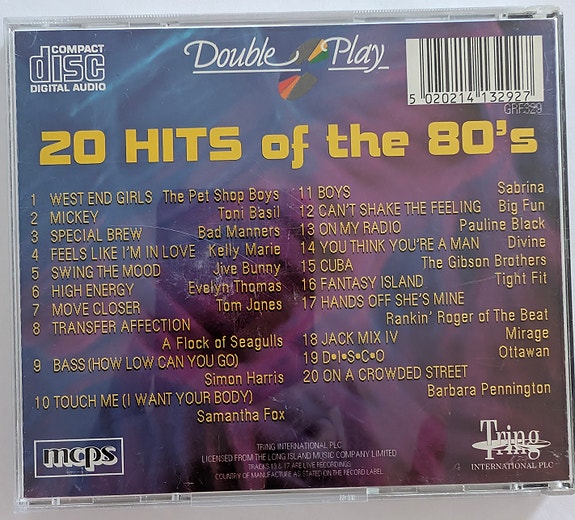 COMPACT
disc
DIGITAL AUDIO
Double Play
5 020214 132927
GRF329
20 HITS of the 80's
1 WEST END GIRLS The Pet Shop Boys
2 MICKEY Toni Basil
3 SPECIAL BREW Bad Manners
4 FEELS LIKE I'M IN LOVE Kelly Marie
5 SWING THE MOOD Jive Bunny
6 HIGH ENERGY Evelyn Thomas
7 MOVE CLOSER Tom Jones
8 TRANSFER AFFECTION
A Flock of Seagulls
9 BASS (HOW LOW CAN YOU GO)
Simon Harris
10 TOUCH ME (I WANT YOUR BODY)
Samantha Fox
11 BOYS Sabrina
12 CAN'T SHAKE THE FEELING Big Fun
13 ON MY RADIO Pauline Black
14 YOU THINK YOU'RE A MAN Divine
15 CUBA The Gibson Brothers
16 FANTASY ISLAND Tight Fit
17 HANDS OFF SHE'S MINE
Rankin' Roger of The Beat
18 JACK MIX IV Mirage
19 D•I•S•C•O Ottawan
20 ON A CROWDED STREET
Barbara Pennington
mcps
TRING INTERNATIONAL PLC
LICENSED FROM THE LONG ISLAND MUSIC COMPANY LIMITED
TRACKS 13 & 17 ARE LIVE RECORDINGS
COUNTRY OF MANUFACTURE AS STATED ON THE RECORD LABEL
Tring
INTERNATIONAL PLC